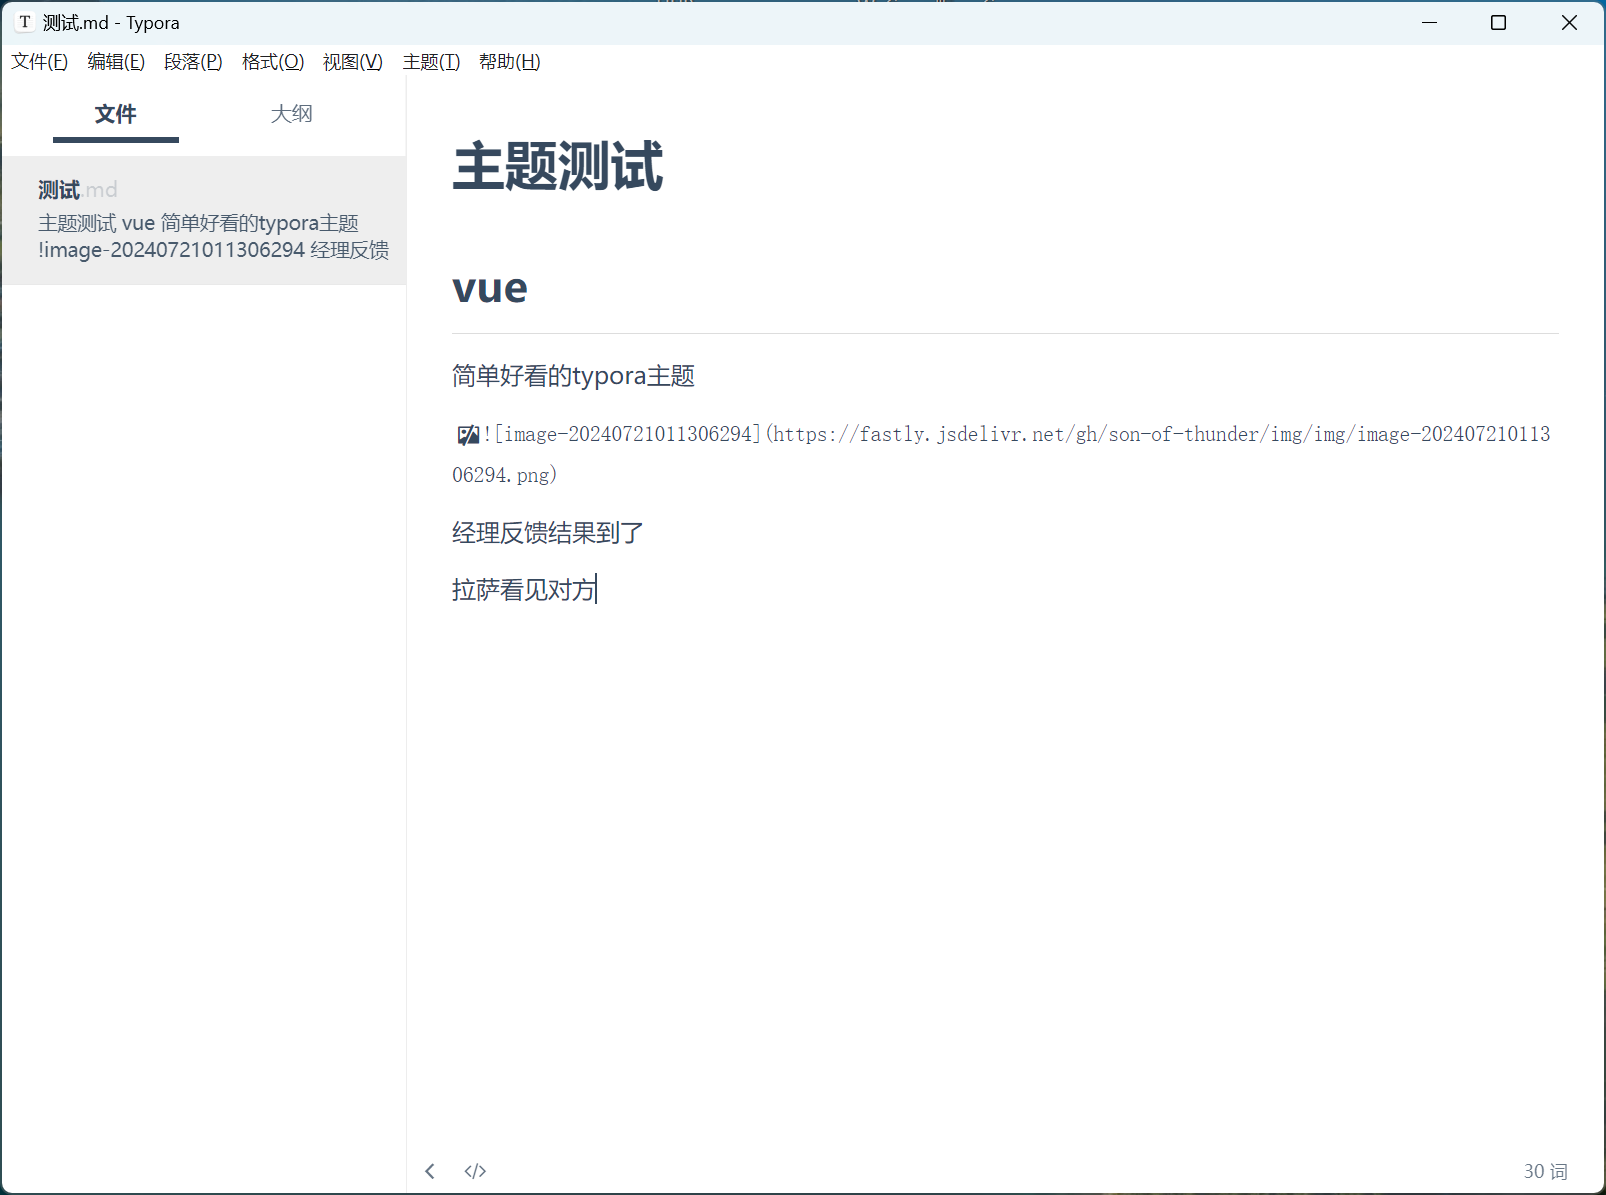 测试.md - Typora
文件(F) 编辑(E) 段落(P) 格式(O) 视图(V) 主题(T) 帮助(H)
文件 大纲
测试.md
主题测试 vue 简单好看的typora主题
!image-20240721011306294 经理反馈
主题测试
vue
简单好看的typora主题
![image-20240721011306294](https://fastly.jsdelivr.net/gh/son-of-thunder/img/img/image-202407210113
06294.png)
经理反馈结果到了
拉萨看见对方
30 词